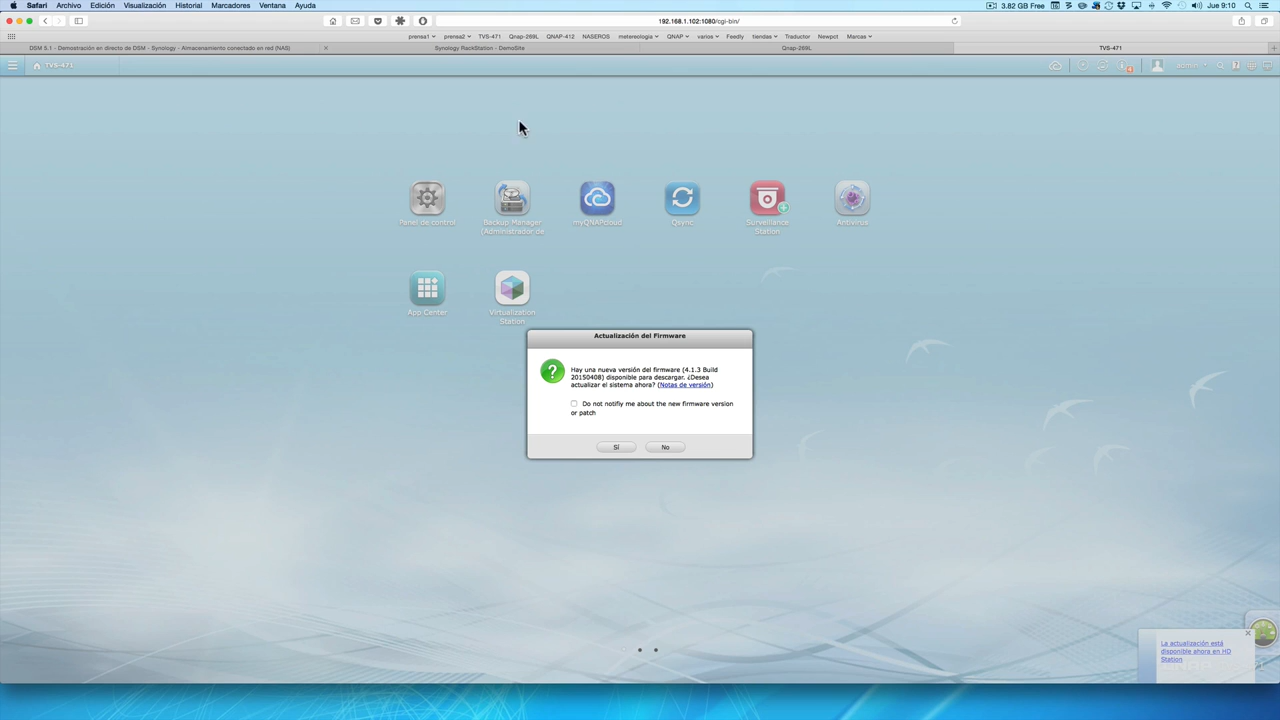 Safari Archivo Edición Visualización Historial Marcadores Ventana Ayuda 3.82 GB Free Jue 9:10
192.168.1.102:1080/cgi-bin/
prensa1 prensa2 TVS-471 Qnap-269L QNAP-412 NASEROS metereologia QNAP varios Feedly tiendas Traductor Newpct Marcas
DSM 5.1 - Demostración en directo de DSM - Synology - Almacenamiento conectado en red (NAS) Synology RackStation - DemoSite Qnap-269L TVS-471
TVS-471 admin
Panel de control Backup Manager myQNAPcloud Qsync Surveillance Antivirus
(Administrador de Station
App Center Virtualization
Station
Actualización del Firmware
Hay una nueva versión del firmware (4.1.3 Build
20150408) disponible para descargar. ¿Desea
actualizar el sistema ahora? (Notas de versión)
Do not notifiy me about the new firmware version
or patch
Sí No
La actualización está
disponible ahora en HD
Station